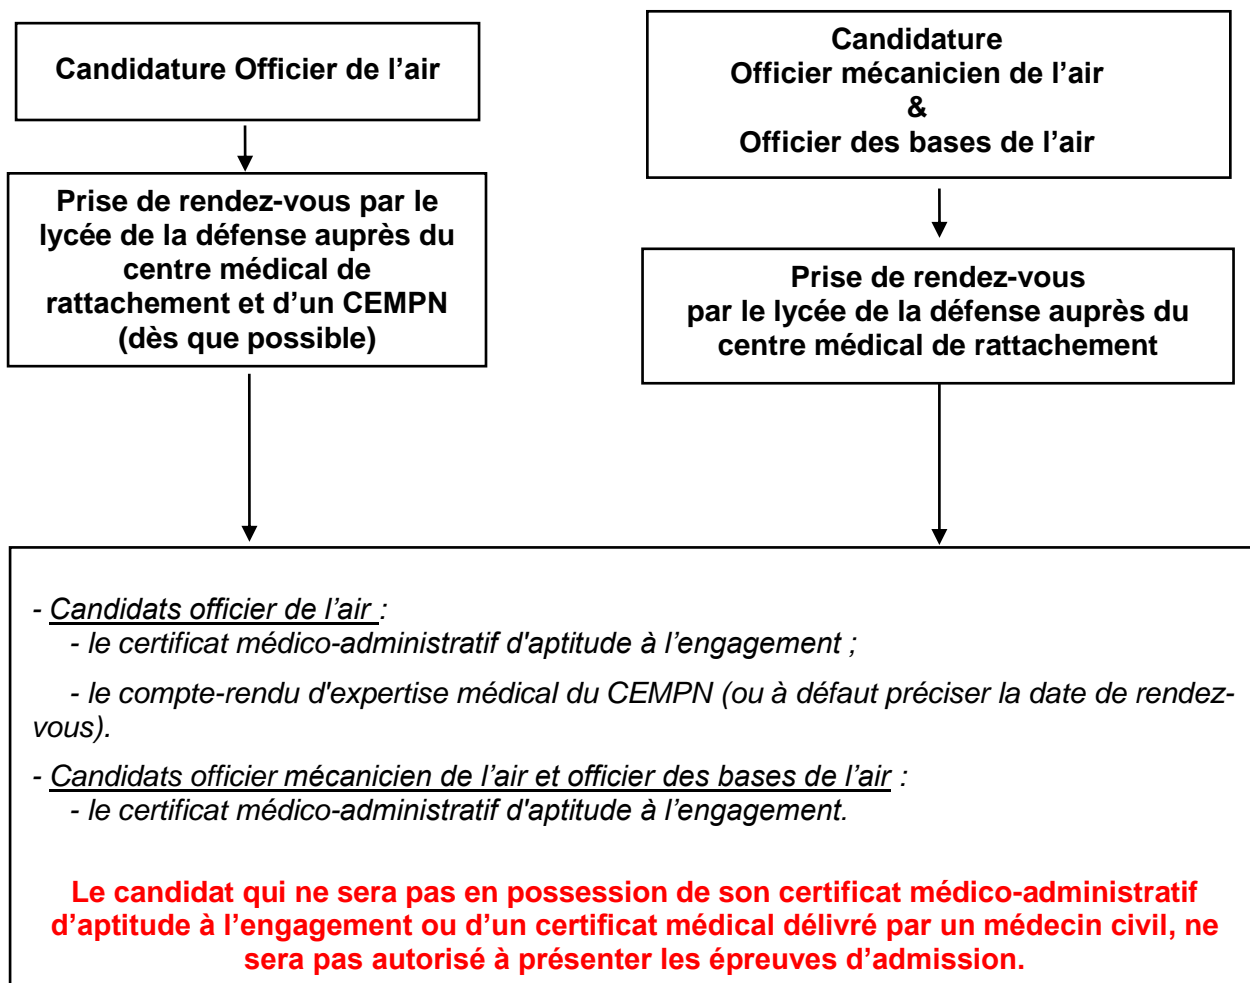 Candidature Officier de l’air
Prise de rendez-vous par le
lycée de la défense auprès du
centre médical de
rattachement et d’un CEMPN
(dès que possible)
Candidature
Officier mécanicien de l’air
&
Officier des bases de l’air
Prise de rendez-vous
par le lycée de la défense auprès du
centre médical de rattachement
- Candidats officier de l’air :
- le certificat médico-administratif d'aptitude à l’engagement ;
- le compte-rendu d'expertise médical du CEMPN (ou à défaut préciser la date de rendez-
vous).
- Candidats officier mécanicien de l’air et officier des bases de l’air :
- le certificat médico-administratif d'aptitude à l’engagement.
Le candidat qui ne sera pas en possession de son certificat médico-administratif
d’aptitude à l’engagement ou d’un certificat médical délivré par un médecin civil, ne
sera pas autorisé à présenter les épreuves d’admission.